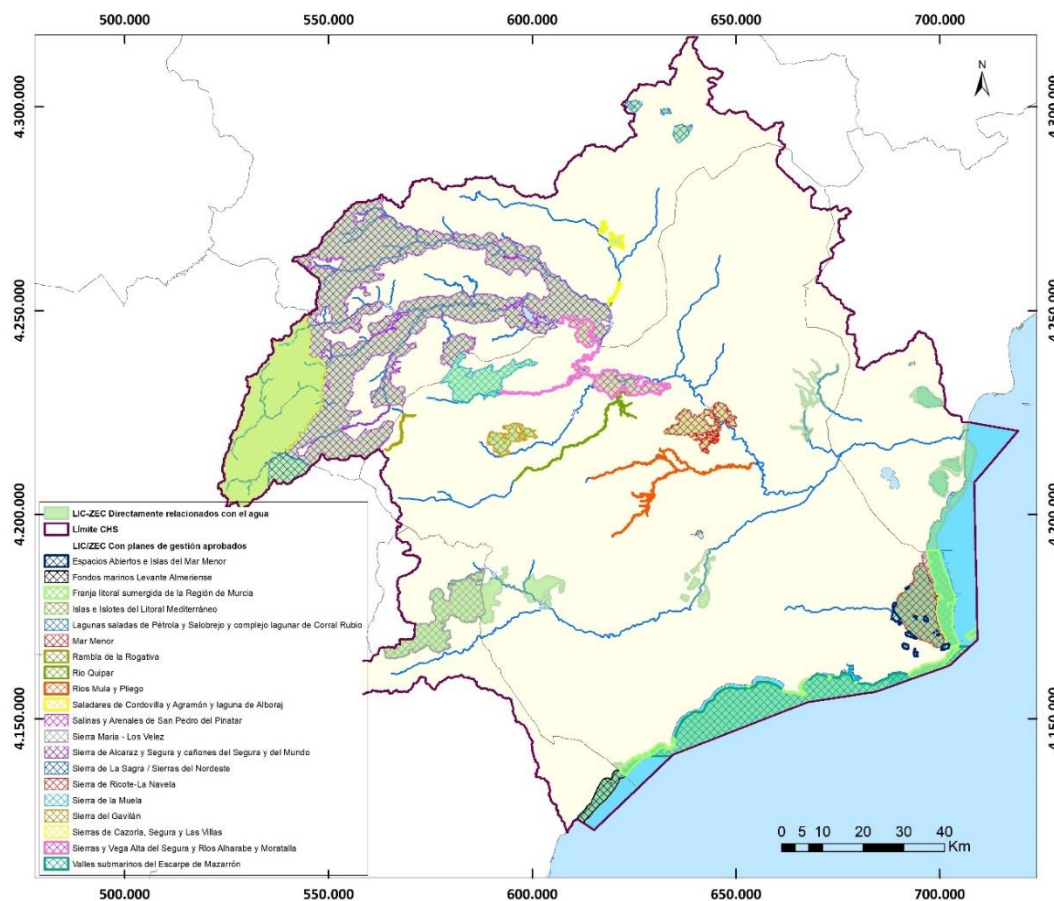 500.000 550.000 600.000 650.000 700.000
N
4.300.000 4.300.000
4.250.000 4.250.000
4.200.000 4.200.000
4.150.000 4.150.000
LIC-ZEC Directamente relacionados con el agua
Límite CHS
LIC/ZEC Con planes de gestión aprobados
Espacios Abiertos e Islas del Mar Menor
Fondos marinos Levante Almeriense
Franja litoral sumergida de la Región de Murcia
Islas e Islotes del Litoral Mediterráneo
Lagunas saladas de Pétrola y Salobrejo y complejo lagunar de Corral Rubio
Mar Menor
Rambla de la Rogativa
Rio Quipar
Ríos Mula y Pliego
Saladares de Cordovilla y Agramón y laguna de Alboraj
Salinas y Arenales de San Pedro del Pinatar
Sierra Maria - Los Velez
Sierra de Alcaraz y Segura y cañones del Segura y del Mundo
Sierra de La Sagra / Sierras del Nordeste
Sierra de Ricote-La Navela
Sierra de la Muela
Sierra del Gavilán
Sierras de Cazorla, Segura y Las Villas
Sierras y Vega Alta del Segura y Ríos Alharabe y Moratalla
Valles submarinos del Escarpe de Mazarrón
0 5 10 20 30 40
Km
500.000 550.000 600.000 650.000 700.000